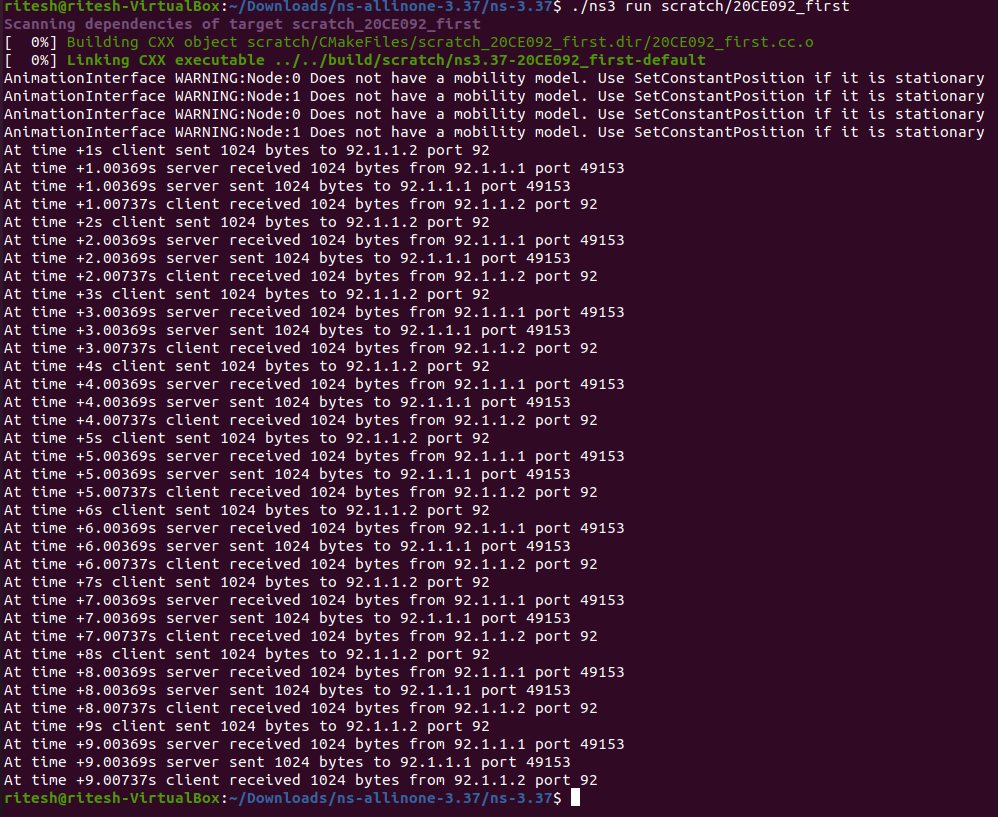 ritesh@ritesh-VirtualBox:~/Downloads/ns-allinone-3.37/ns-3.37$ ./ns3 run scratch/20CE092_first
Scanning dependencies of target scratch_20CE092_first
[  0%] Building CXX object scratch/CMakeFiles/scratch_20CE092_first.dir/20CE092_first.cc.o
[  0%] Linking CXX executable ../../build/scratch/ns3.37-20CE092_first-default
AnimationInterface WARNING:Node:0 Does not have a mobility model. Use SetConstantPosition if it is stationary
AnimationInterface WARNING:Node:1 Does not have a mobility model. Use SetConstantPosition if it is stationary
AnimationInterface WARNING:Node:0 Does not have a mobility model. Use SetConstantPosition if it is stationary
AnimationInterface WARNING:Node:1 Does not have a mobility model. Use SetConstantPosition if it is stationary
At time +1s client sent 1024 bytes to 92.1.1.2 port 92
At time +1.00369s server received 1024 bytes from 92.1.1.1 port 49153
At time +1.00369s server sent 1024 bytes to 92.1.1.1 port 49153
At time +1.00737s client received 1024 bytes from 92.1.1.2 port 92
At time +2s client sent 1024 bytes to 92.1.1.2 port 92
At time +2.00369s server received 1024 bytes from 92.1.1.1 port 49153
At time +2.00369s server sent 1024 bytes to 92.1.1.1 port 49153
At time +2.00737s client received 1024 bytes from 92.1.1.2 port 92
At time +3s client sent 1024 bytes to 92.1.1.2 port 92
At time +3.00369s server received 1024 bytes from 92.1.1.1 port 49153
At time +3.00369s server sent 1024 bytes to 92.1.1.1 port 49153
At time +3.00737s client received 1024 bytes from 92.1.1.2 port 92
At time +4s client sent 1024 bytes to 92.1.1.2 port 92
At time +4.00369s server received 1024 bytes from 92.1.1.1 port 49153
At time +4.00369s server sent 1024 bytes to 92.1.1.1 port 49153
At time +4.00737s client received 1024 bytes from 92.1.1.2 port 92
At time +5s client sent 1024 bytes to 92.1.1.2 port 92
At time +5.00369s server received 1024 bytes from 92.1.1.1 port 49153
At time +5.00369s server sent 1024 bytes to 92.1.1.1 port 49153
At time +5.00737s client received 1024 bytes from 92.1.1.2 port 92
At time +6s client sent 1024 bytes to 92.1.1.2 port 92
At time +6.00369s server received 1024 bytes from 92.1.1.1 port 49153
At time +6.00369s server sent 1024 bytes to 92.1.1.1 port 49153
At time +6.00737s client received 1024 bytes from 92.1.1.2 port 92
At time +7s client sent 1024 bytes to 92.1.1.2 port 92
At time +7.00369s server received 1024 bytes from 92.1.1.1 port 49153
At time +7.00369s server sent 1024 bytes to 92.1.1.1 port 49153
At time +7.00737s client received 1024 bytes from 92.1.1.2 port 92
At time +8s client sent 1024 bytes to 92.1.1.2 port 92
At time +8.00369s server received 1024 bytes from 92.1.1.1 port 49153
At time +8.00369s server sent 1024 bytes to 92.1.1.1 port 49153
At time +8.00737s client received 1024 bytes from 92.1.1.2 port 92
At time +9s client sent 1024 bytes to 92.1.1.2 port 92
At time +9.00369s server received 1024 bytes from 92.1.1.1 port 49153
At time +9.00369s server sent 1024 bytes to 92.1.1.1 port 49153
At time +9.00737s client received 1024 bytes from 92.1.1.2 port 92
ritesh@ritesh-VirtualBox:~/Downloads/ns-allinone-3.37/ns-3.37$